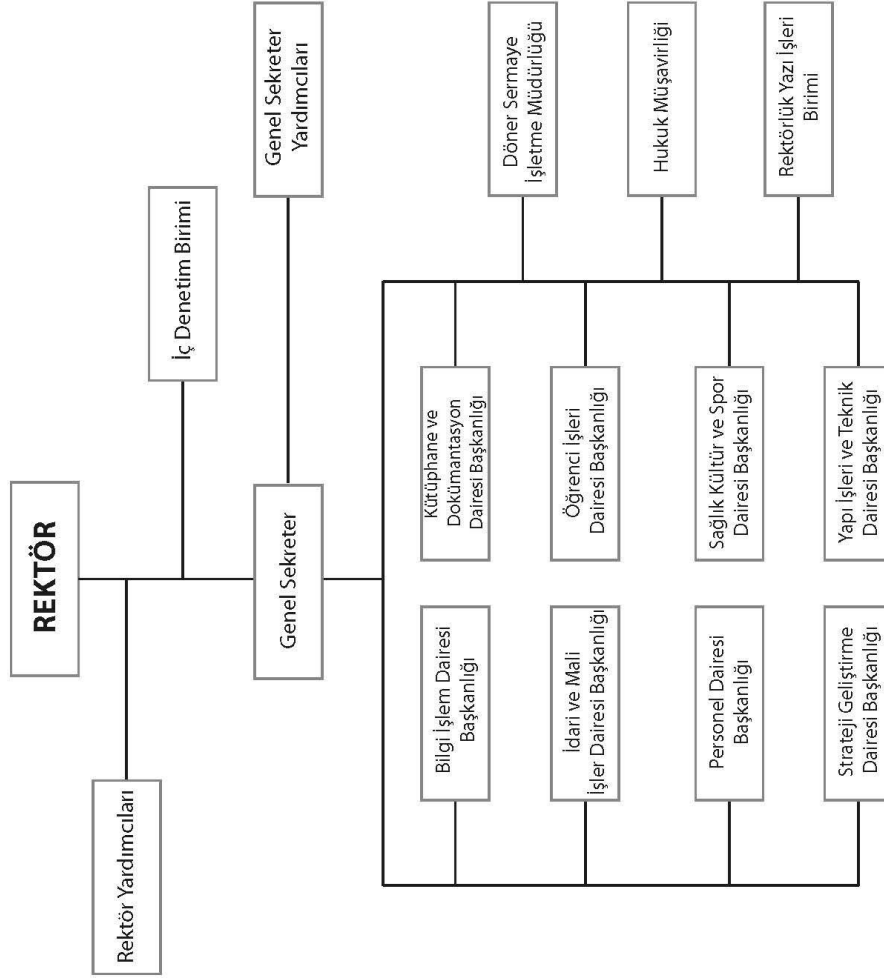 REKTÖR
Rektör Yardımcıları
İç Denetim Birimi
Genel Sekreter
Genel Sekreter
Yardımcıları
Bilgi İşlem Dairesi
Başkanlığı
Kütüphane ve
Dokümantasyon
Dairesi Başkanlığı
Döner Sermaye
İşletme Müdürlüğü
İdari ve Mali
İşler Dairesi Başkanlığı
Öğrenci İşleri
Dairesi Başkanlığı
Hukuk Müşavirliği
Personel Dairesi
Başkanlığı
Sağlık Kültür ve Spor
Dairesi Başkanlığı
Rektörlük Yazı İşleri
Birimi
Strateji Geliştirme
Dairesi Başkanlığı
Yapı İşleri ve Teknik
Dairesi Başkanlığı